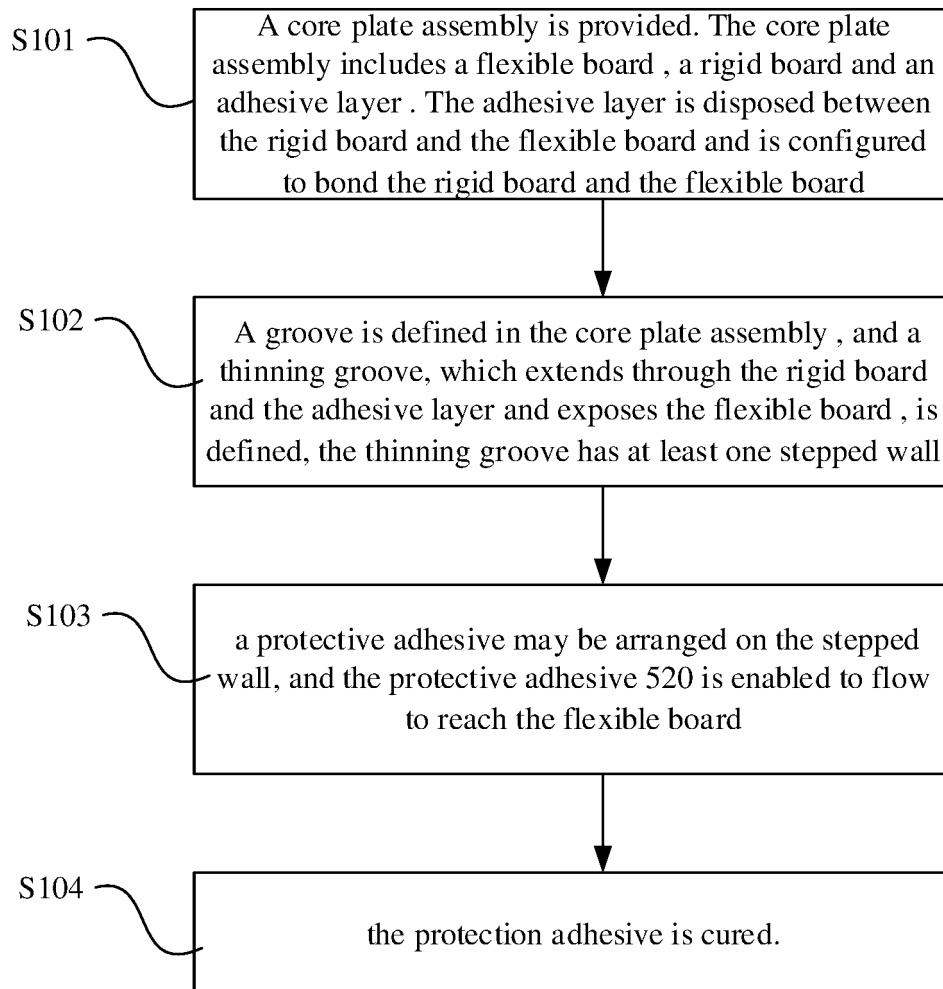 S101
A core plate assembly is provided. The core plate
assembly includes a flexible board , a rigid board and an
adhesive layer . The adhesive layer is disposed between
the rigid board and the flexible board and is configured
to bond the rigid board and the flexible board
S102
A groove is defined in the core plate assembly , and a
thinning groove, which extends through the rigid board
and the adhesive layer and exposes the flexible board , is
defined, the thinning groove has at least one stepped wall
S103
a protective adhesive may be arranged on the stepped
wall, and the protective adhesive 520 is enabled to flow
to reach the flexible board
S104
the protection adhesive is cured.